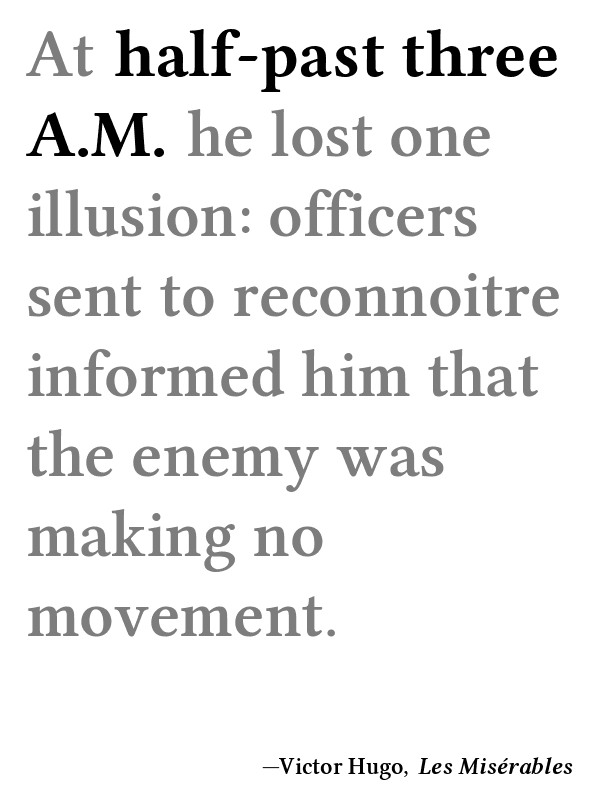 At half-past three
A.M. he lost one
illusion: officers
sent to reconnoitre
informed him that
the enemy was
making no
movement.
—Victor Hugo, Les Misérables